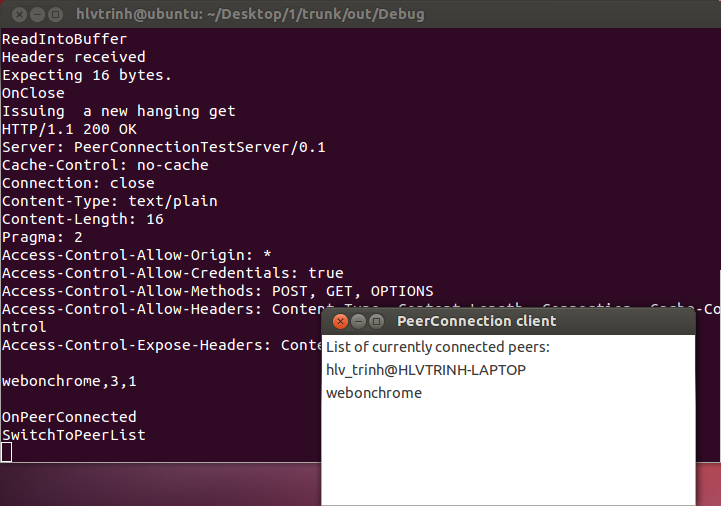 hlvtrinh@ubuntu: ~/Desktop/1/trunk/out/Debug
ReadIntoBuffer
Headers received
Expecting 16 bytes.
OnClose
Issuing  a new hanging get
HTTP/1.1 200 OK
Server: PeerConnectionTestServer/0.1
Cache-Control: no-cache
Connection: close
Content-Type: text/plain
Content-Length: 16
Pragma: 2
Access-Control-Allow-Origin: *
Access-Control-Allow-Credentials: true
Access-Control-Allow-Methods: POST, GET, OPTIONS
Access-Control-Allow-Headers: Content-Type, Content-Length, Connection, Cache-Co
ntrol
Access-Control-Expose-Headers: Conte
webonchrome,3,1
OnPeerConnected
SwitchToPeerList
PeerConnection client
List of currently connected peers:
hlv_trinh@HLVTRINH-LAPTOP
webonchrome